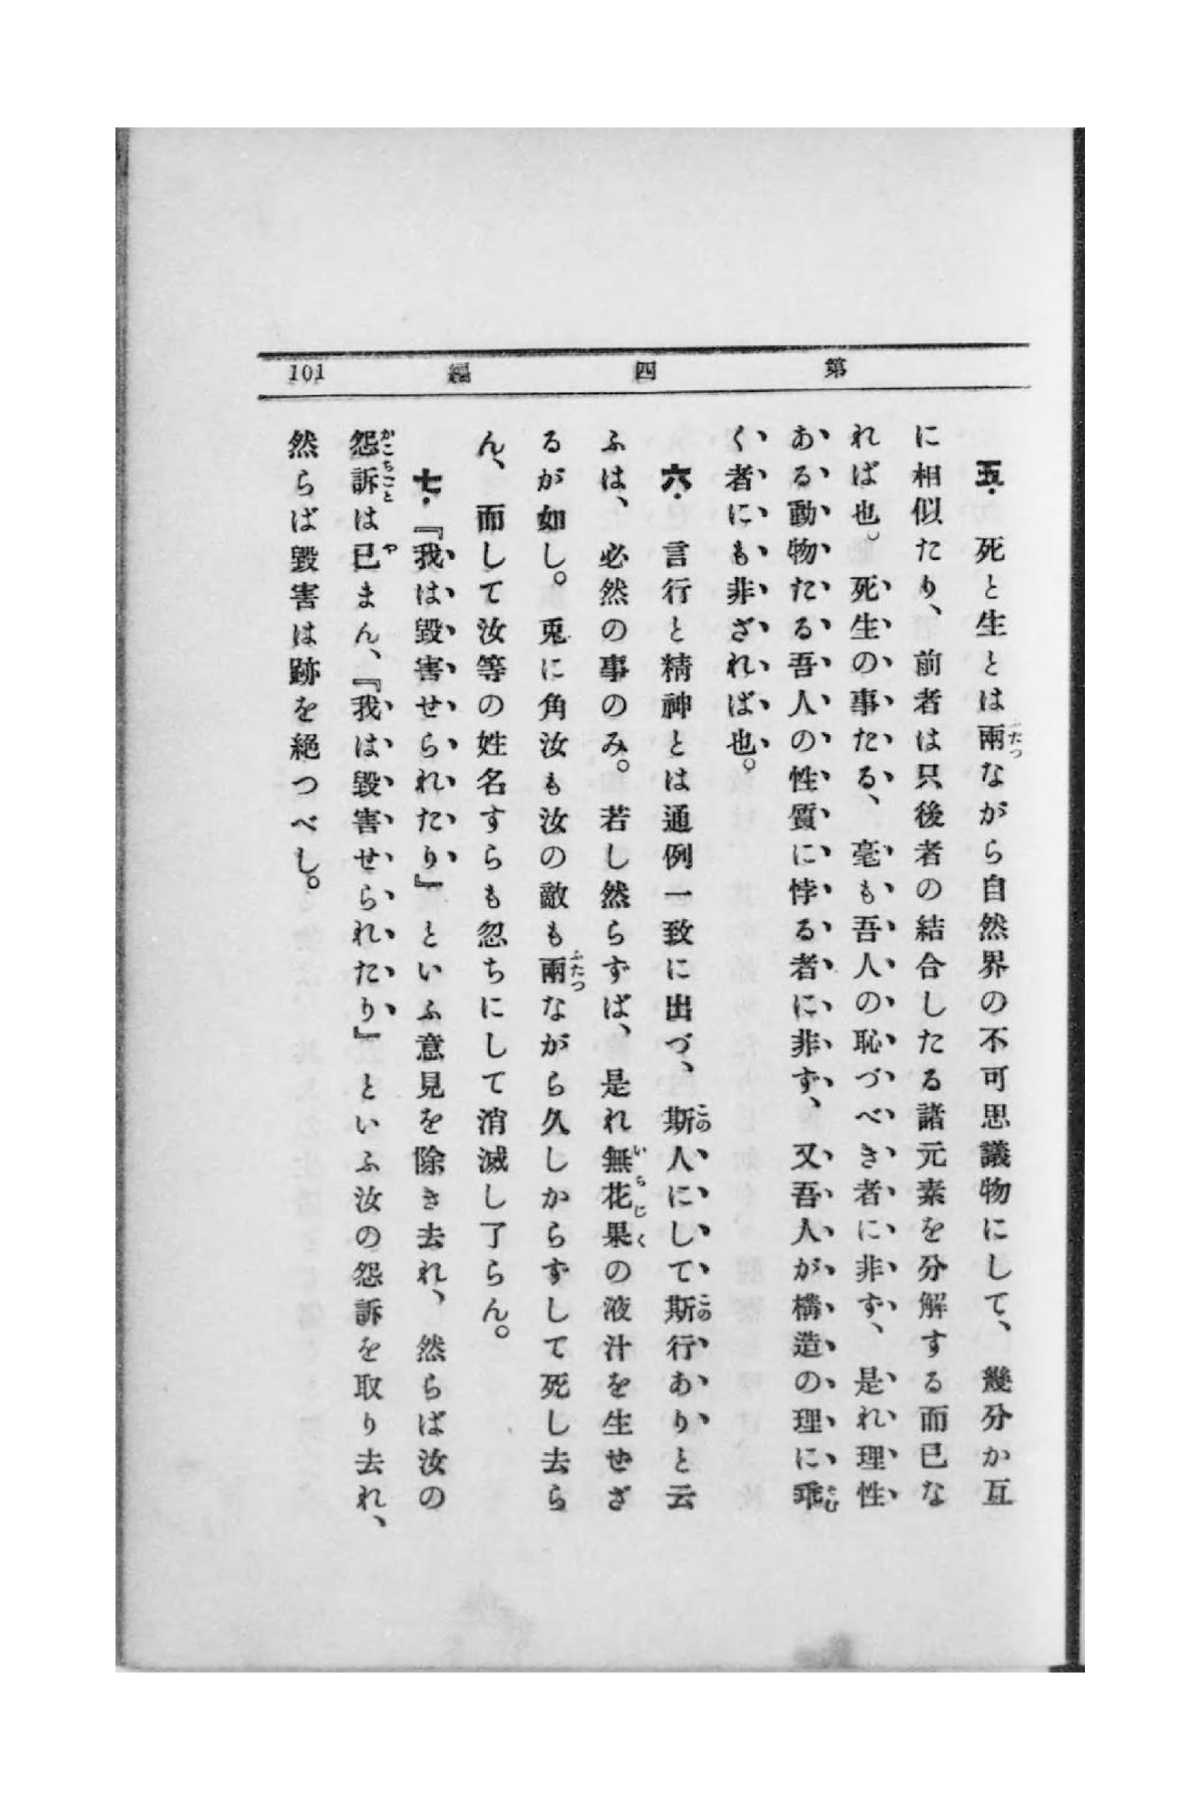 第四編
101
五. 死と生とは兩ながら自然界の不可思議物にして、幾分か互
に相似たり、前者は只後者の結合したる諸元素を分解する而已な
れば也。死生の事たる、毫も吾人の恥づべき者に非ず、是れ理性
ある動物たる吾人の性質に悖る者に非ず、又吾人が構造の理に乖
く者にも非ざれば也。
六. 言行と精神とは通例一致に出づ、斯人にして斯行ありと云
ふは、必然の事のみ。若し然らずば、是れ無花果の液汁を生せざ
るが如し。兎に角汝も汝の敵も兩ながら久しからずして死し去ら
ん、而して汝等の姓名すらも忽ちにして消滅し了らん。
七.『我は毀害せられたり』といふ意見を除き去れ、然らば汝の
怨訴は已まん、『我は毀害せられたり』といふ汝の怨訴を取り去れ、
然らば毀害は跡を絶つべし。